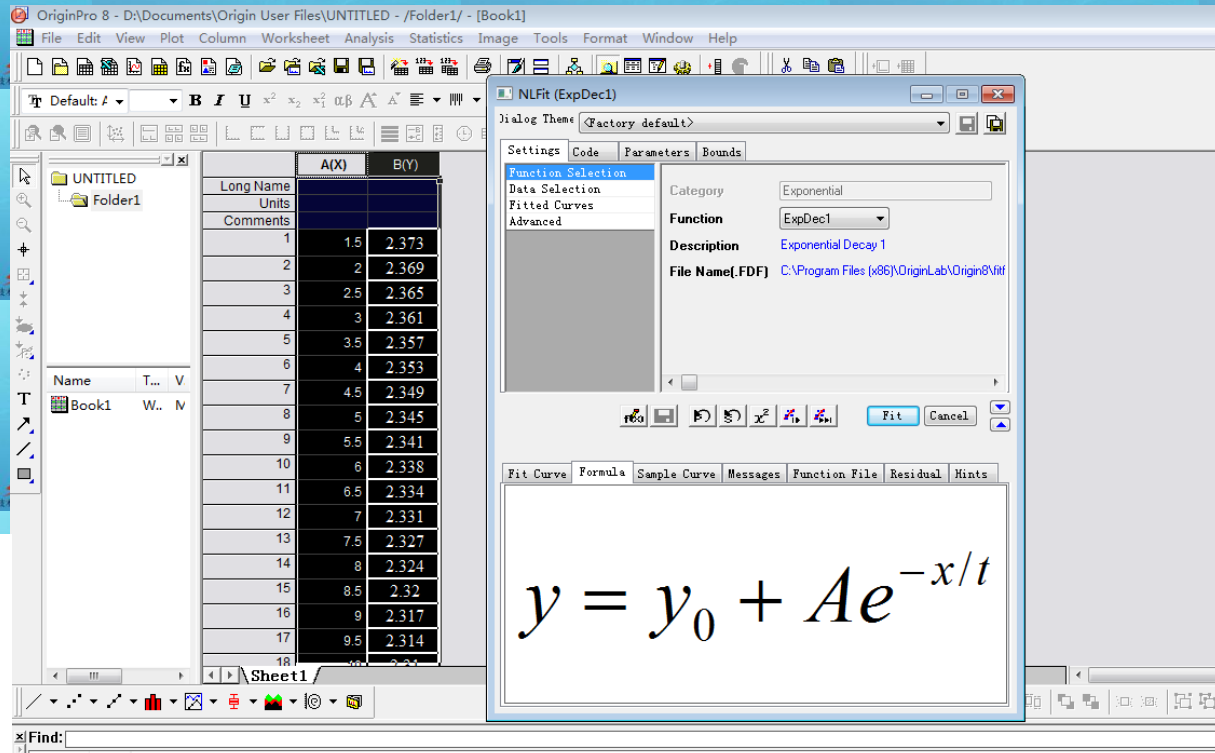 OriginPro 8 - D:\Documents\Origin User Files\UNTITLED - /Folder1/ - [Book1]
File Edit View Plot Column Worksheet Analysis Statistics Image Tools Format Window Help
Default: A
B I U x² x₂ αβ A A
NLFit (ExpDec1)
Dialog Theme <Factory default>
Settings Code Parameters Bounds
Function Selection
Data Selection
Fitted Curves
Advanced
Category Exponential
Function ExpDec1
Description Exponential Decay 1
File Name(.FDF) C:\Program Files (x86)\OriginLab\Origin8\fitf
Fit Cancel
Fit Curve Formula Sample Curve Messages Function File Residual Hints
y = y₀ + Ae^{-x/t}
UNTITLED
Folder1
Name T... V
Book1 W.. M
A(X) B(Y)
Long Name
Units
Comments
1 1.5 2.373
2 2 2.369
3 2.5 2.365
4 3 2.361
5 3.5 2.357
6 4 2.353
7 4.5 2.349
8 5 2.345
9 5.5 2.341
10 6 2.338
11 6.5 2.334
12 7 2.331
13 7.5 2.327
14 8 2.324
15 8.5 2.32
16 9 2.317
17 9.5 2.314
18
Sheet1
Find: